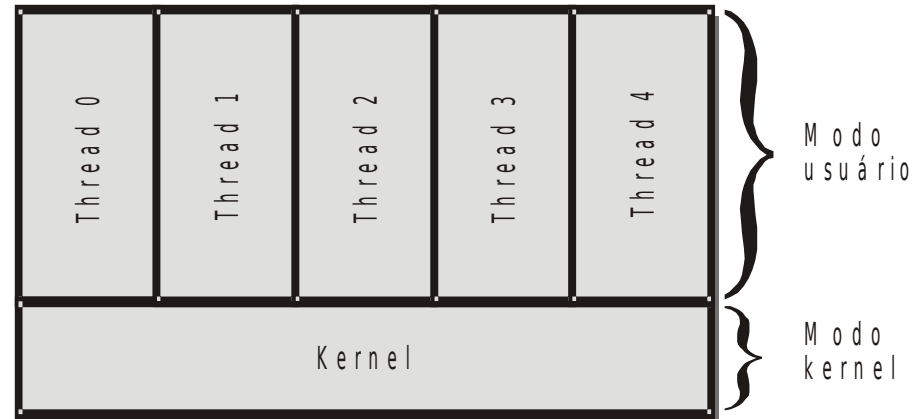 Thread 0
Thread 1
Thread 2
Thread 3
Thread 4
Modo
usuário
Kernel
Modo
kernel